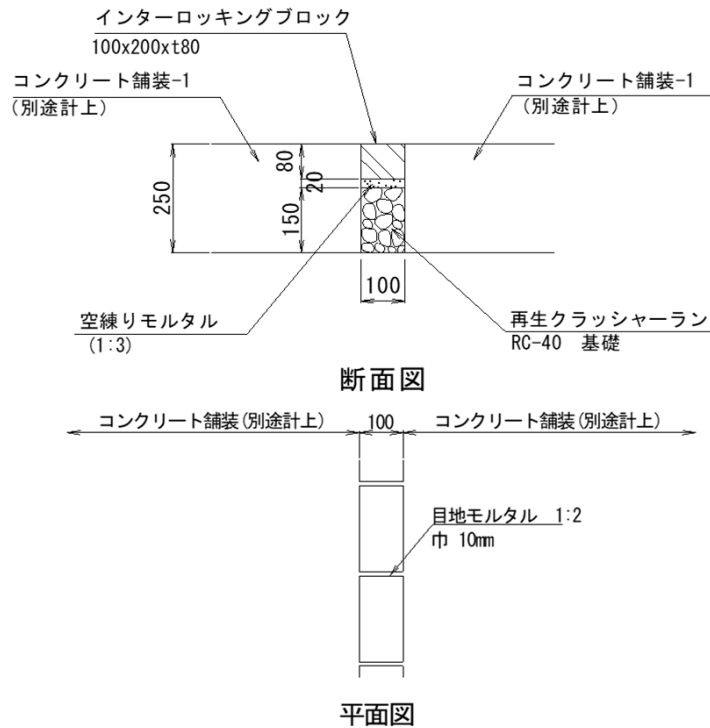 インターロッキングブロック
100x200xt80
コンクリート舗装-1
(別途計上)
コンクリート舗装-1
(別途計上)
250
80
20
150
100
空練りモルタル
(1:3)
再生クラッシャーラン
RC-40 基礎
断面図
コンクリート舗装(別途計上)
100
コンクリート舗装(別途計上)
目地モルタル 1:2
巾 10mm
平面図